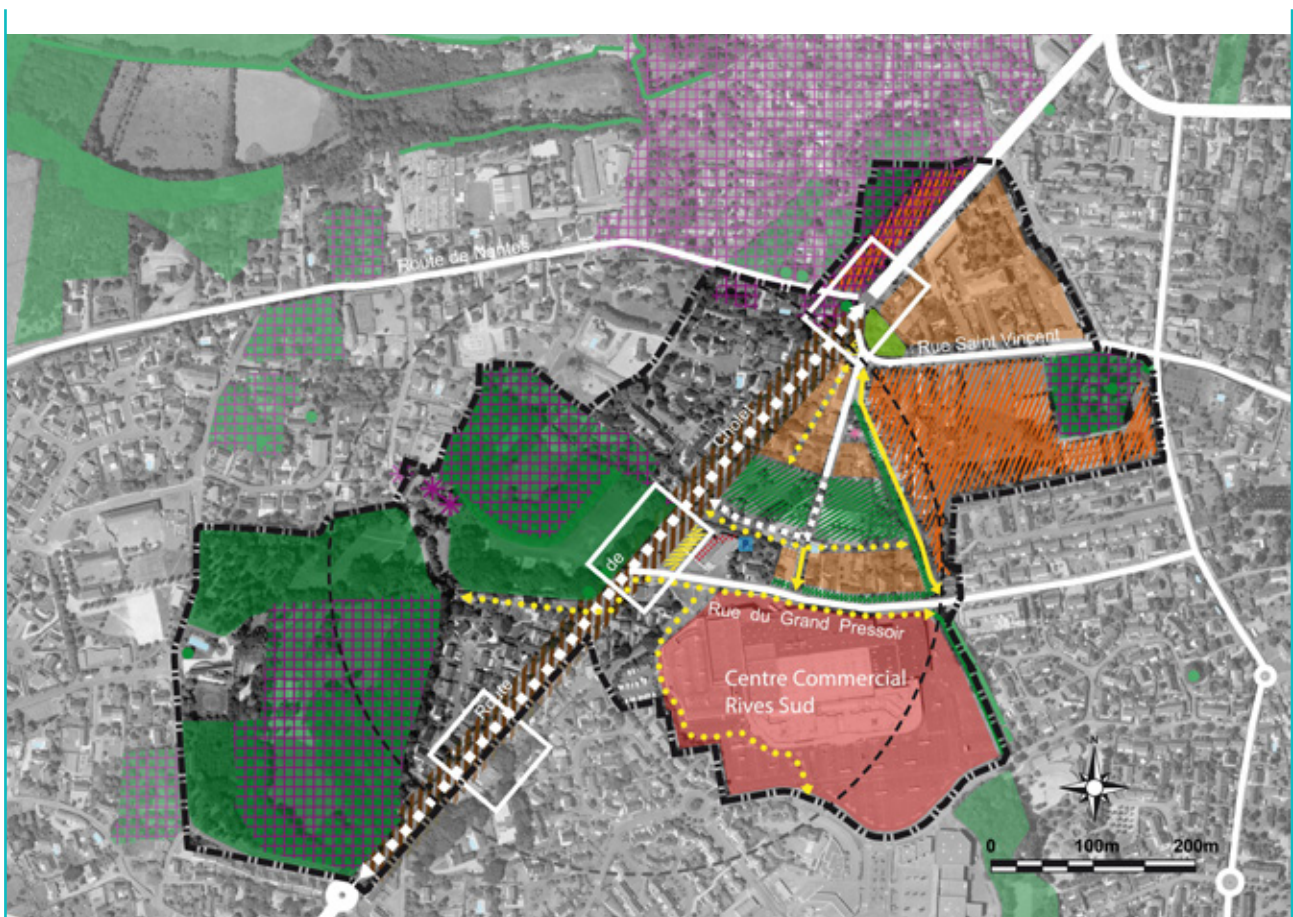 Route de Nantes
Rue Saint Vincent
Route de Cholet
Rue du Grand Pressoir
Centre Commercial
Rives Sud
N
0 100m 200m